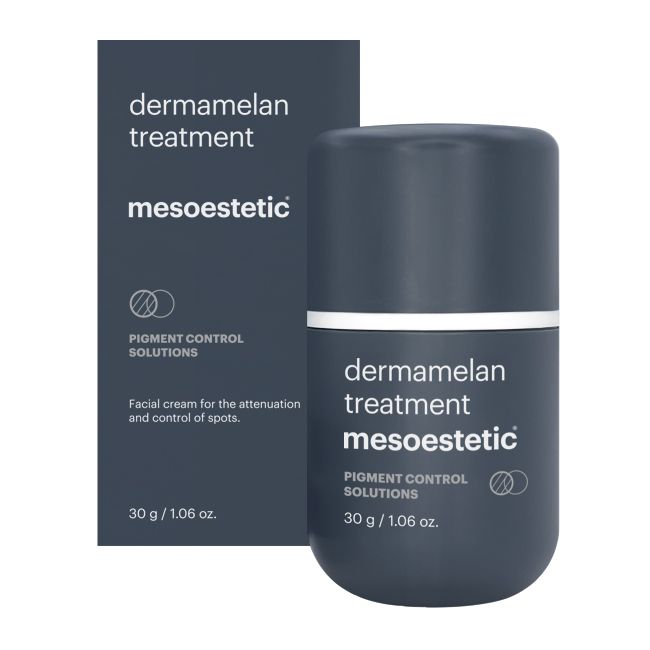 dermamelan
treatment
mesoestetic®
PIGMENT CONTROL
SOLUTIONS
Facial cream for the attenuation
and control of spots.
30 g / 1.06 oz.
dermamelan
treatment
mesoestetic®
PIGMENT CONTROL
SOLUTIONS
30 g / 1.06 oz.